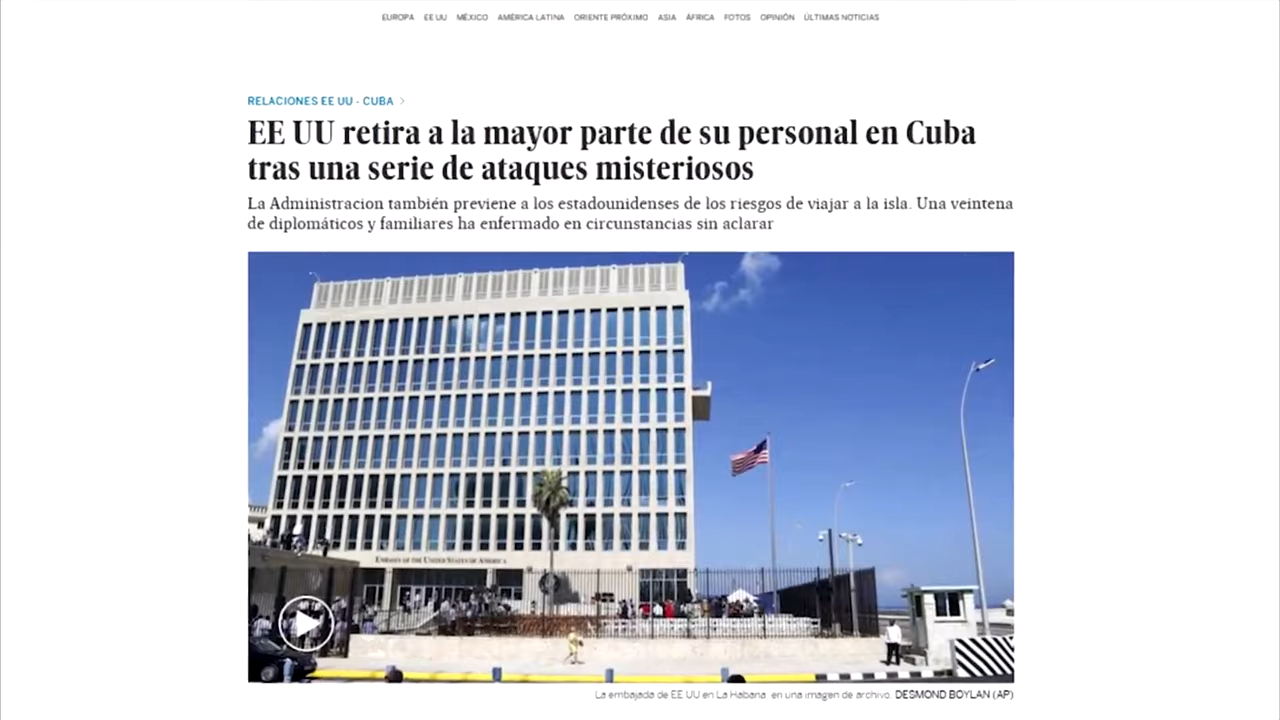 EUROPA EE UU MÉXICO AMÉRICA LATINA ORIENTE PRÓXIMO ASIA ÁFRICA FOTOS OPINIÓN ÚLTIMAS NOTICIAS
RELACIONES EE UU - CUBA >
EE UU retira a la mayor parte de su personal en Cuba
tras una serie de ataques misteriosos
La Administracion también previene a los estadounidenses de los riesgos de viajar a la isla. Una veintena
de diplomáticos y familiares ha enfermado en circunstancias sin aclarar
EMBASSY OF THE UNITED STATES OF AMERICA
La embajada de EE UU en La Habana, en una imagen de archivo. DESMOND BOYLAN (AP)